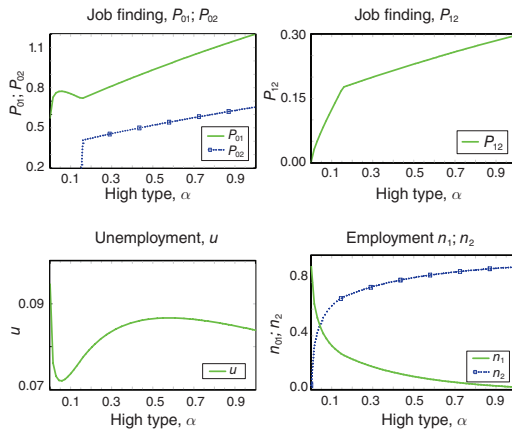 Job finding, P01; P02
P01; P02
1.1
0.8
0.5
0.2
P01
P02
0.1 0.3 0.5 0.7 0.9
High type, α
Job finding, P12
P12
0.30
0.15
0.00
P12
0.1 0.3 0.5 0.7 0.9
High type, α
Unemployment, u
u
0.09
0.07
u
0.1 0.3 0.5 0.7 0.9
High type, α
Employment n1; n2
n01; n2
0.8
0.4
0.0
n1
n2
0.1 0.3 0.5 0.7 0.9
High type, α